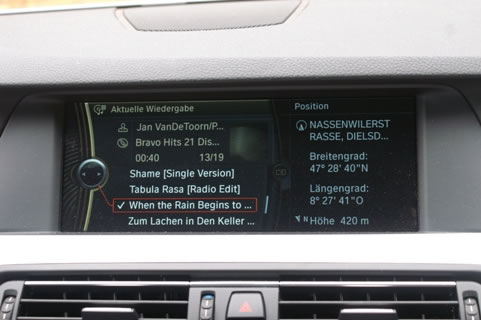 Aktuelle Wiedergabe
Jan VanDeToorn/P...
Bravo Hits 21 Dis...
00:40 13/19
Shame [Single Version]
Tabula Rasa [Radio Edit]
When the Rain Begins to ...
Zum Lachen in Den Keller ...
Position
NASSENWILERST
RASSE, DIELSD...
Breitengrad:
47° 28' 40"N
Längengrad:
8° 27' 41"O
N Höhe 420 m